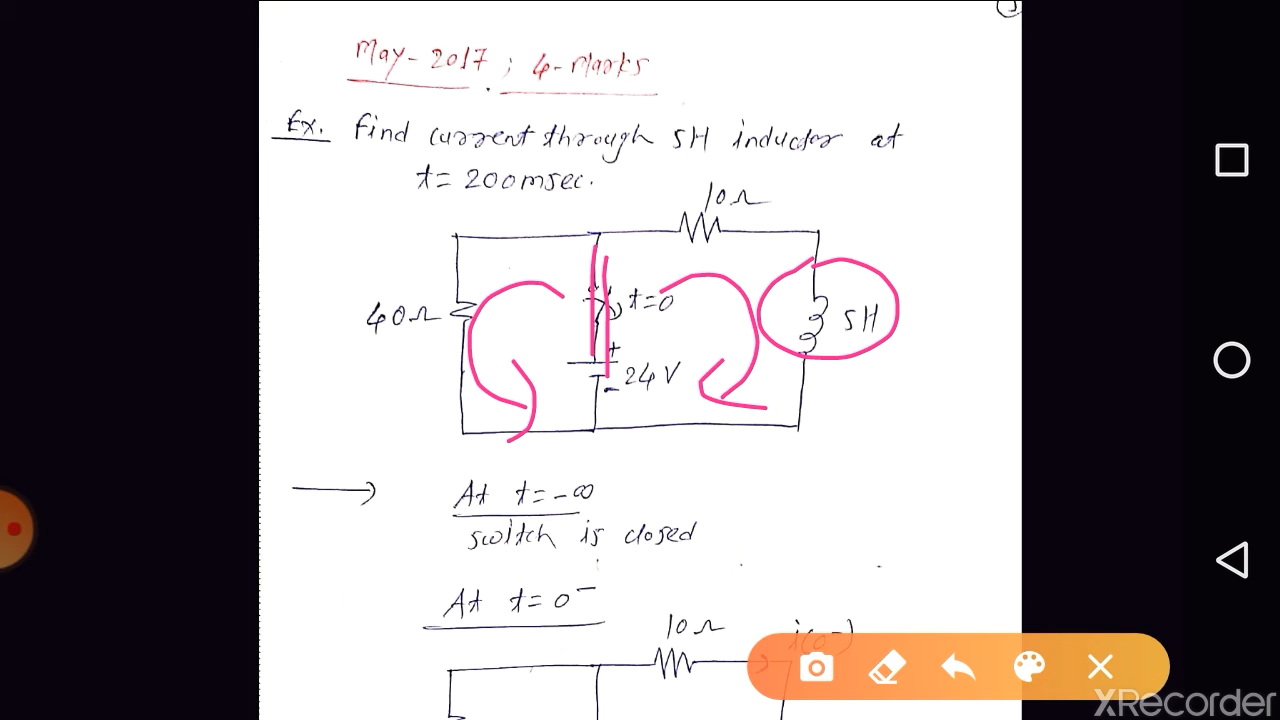 May-2017; 4-Marks
Ex. Find current through 5H inductor at
t= 200msec.
10Ω
40Ω
t=0
5H
+
24V
-
At t=-∞
switch is closed
At t=0⁻
10Ω
i(0⁻)
XRecorder